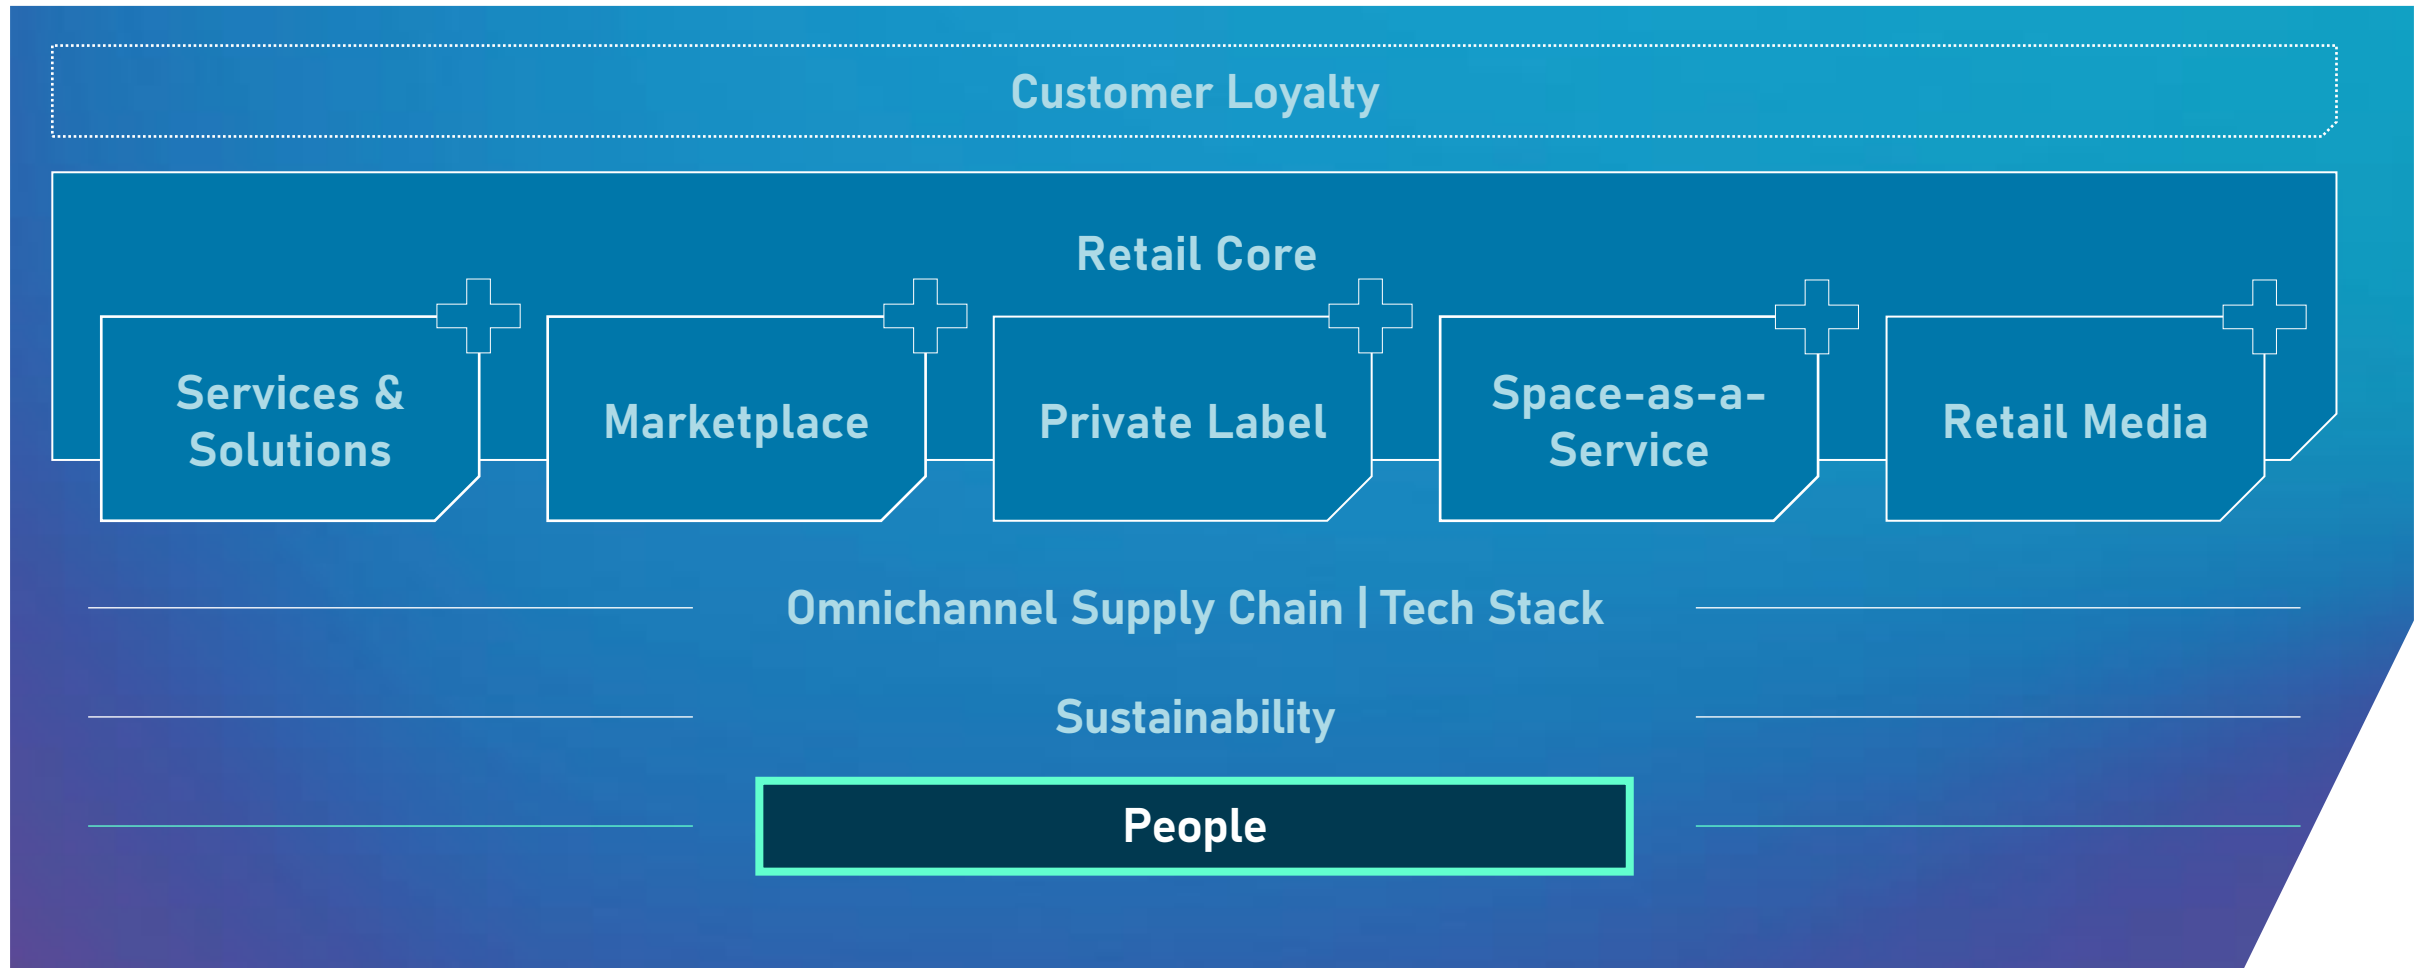 Customer Loyalty
Retail Core
Services &
Solutions
Marketplace
Private Label
Space-as-a-
Service
Retail Media
Omnichannel Supply Chain | Tech Stack
Sustainability
People